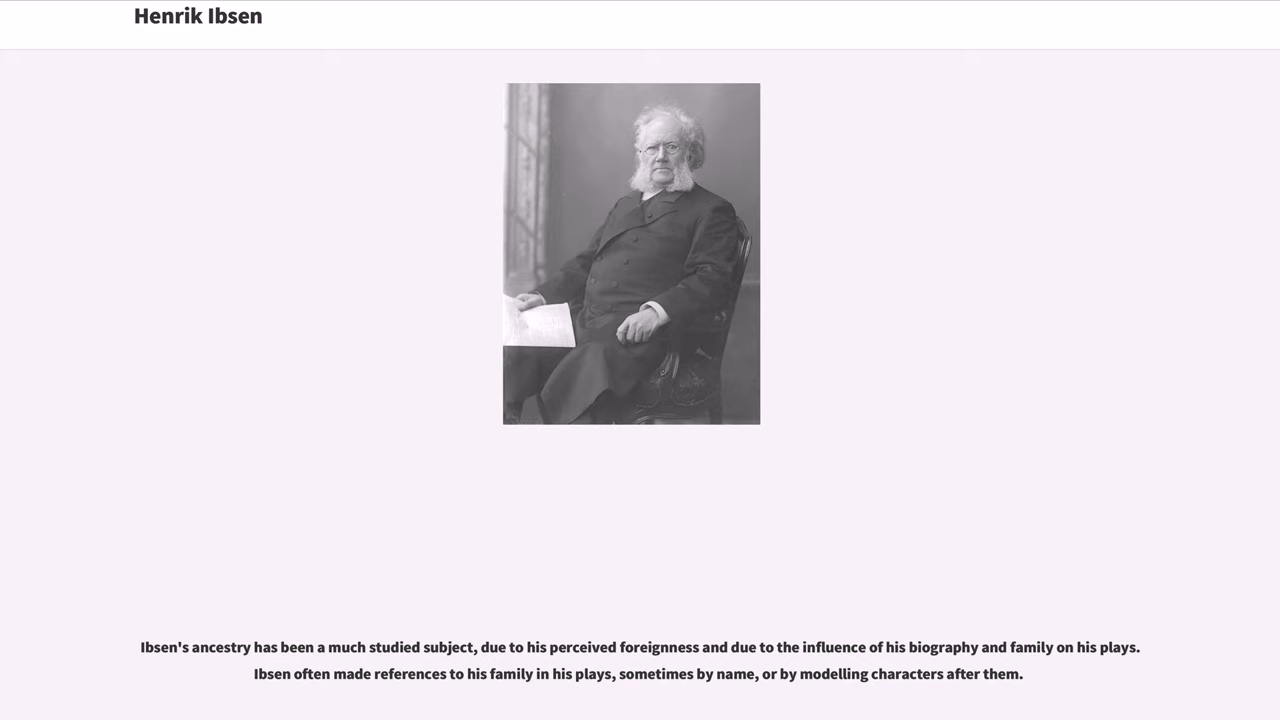 Henrik Ibsen
Ibsen's ancestry has been a much studied subject, due to his perceived foreignness and due to the influence of his biography and family on his plays.
Ibsen often made references to his family in his plays, sometimes by name, or by modelling characters after them.